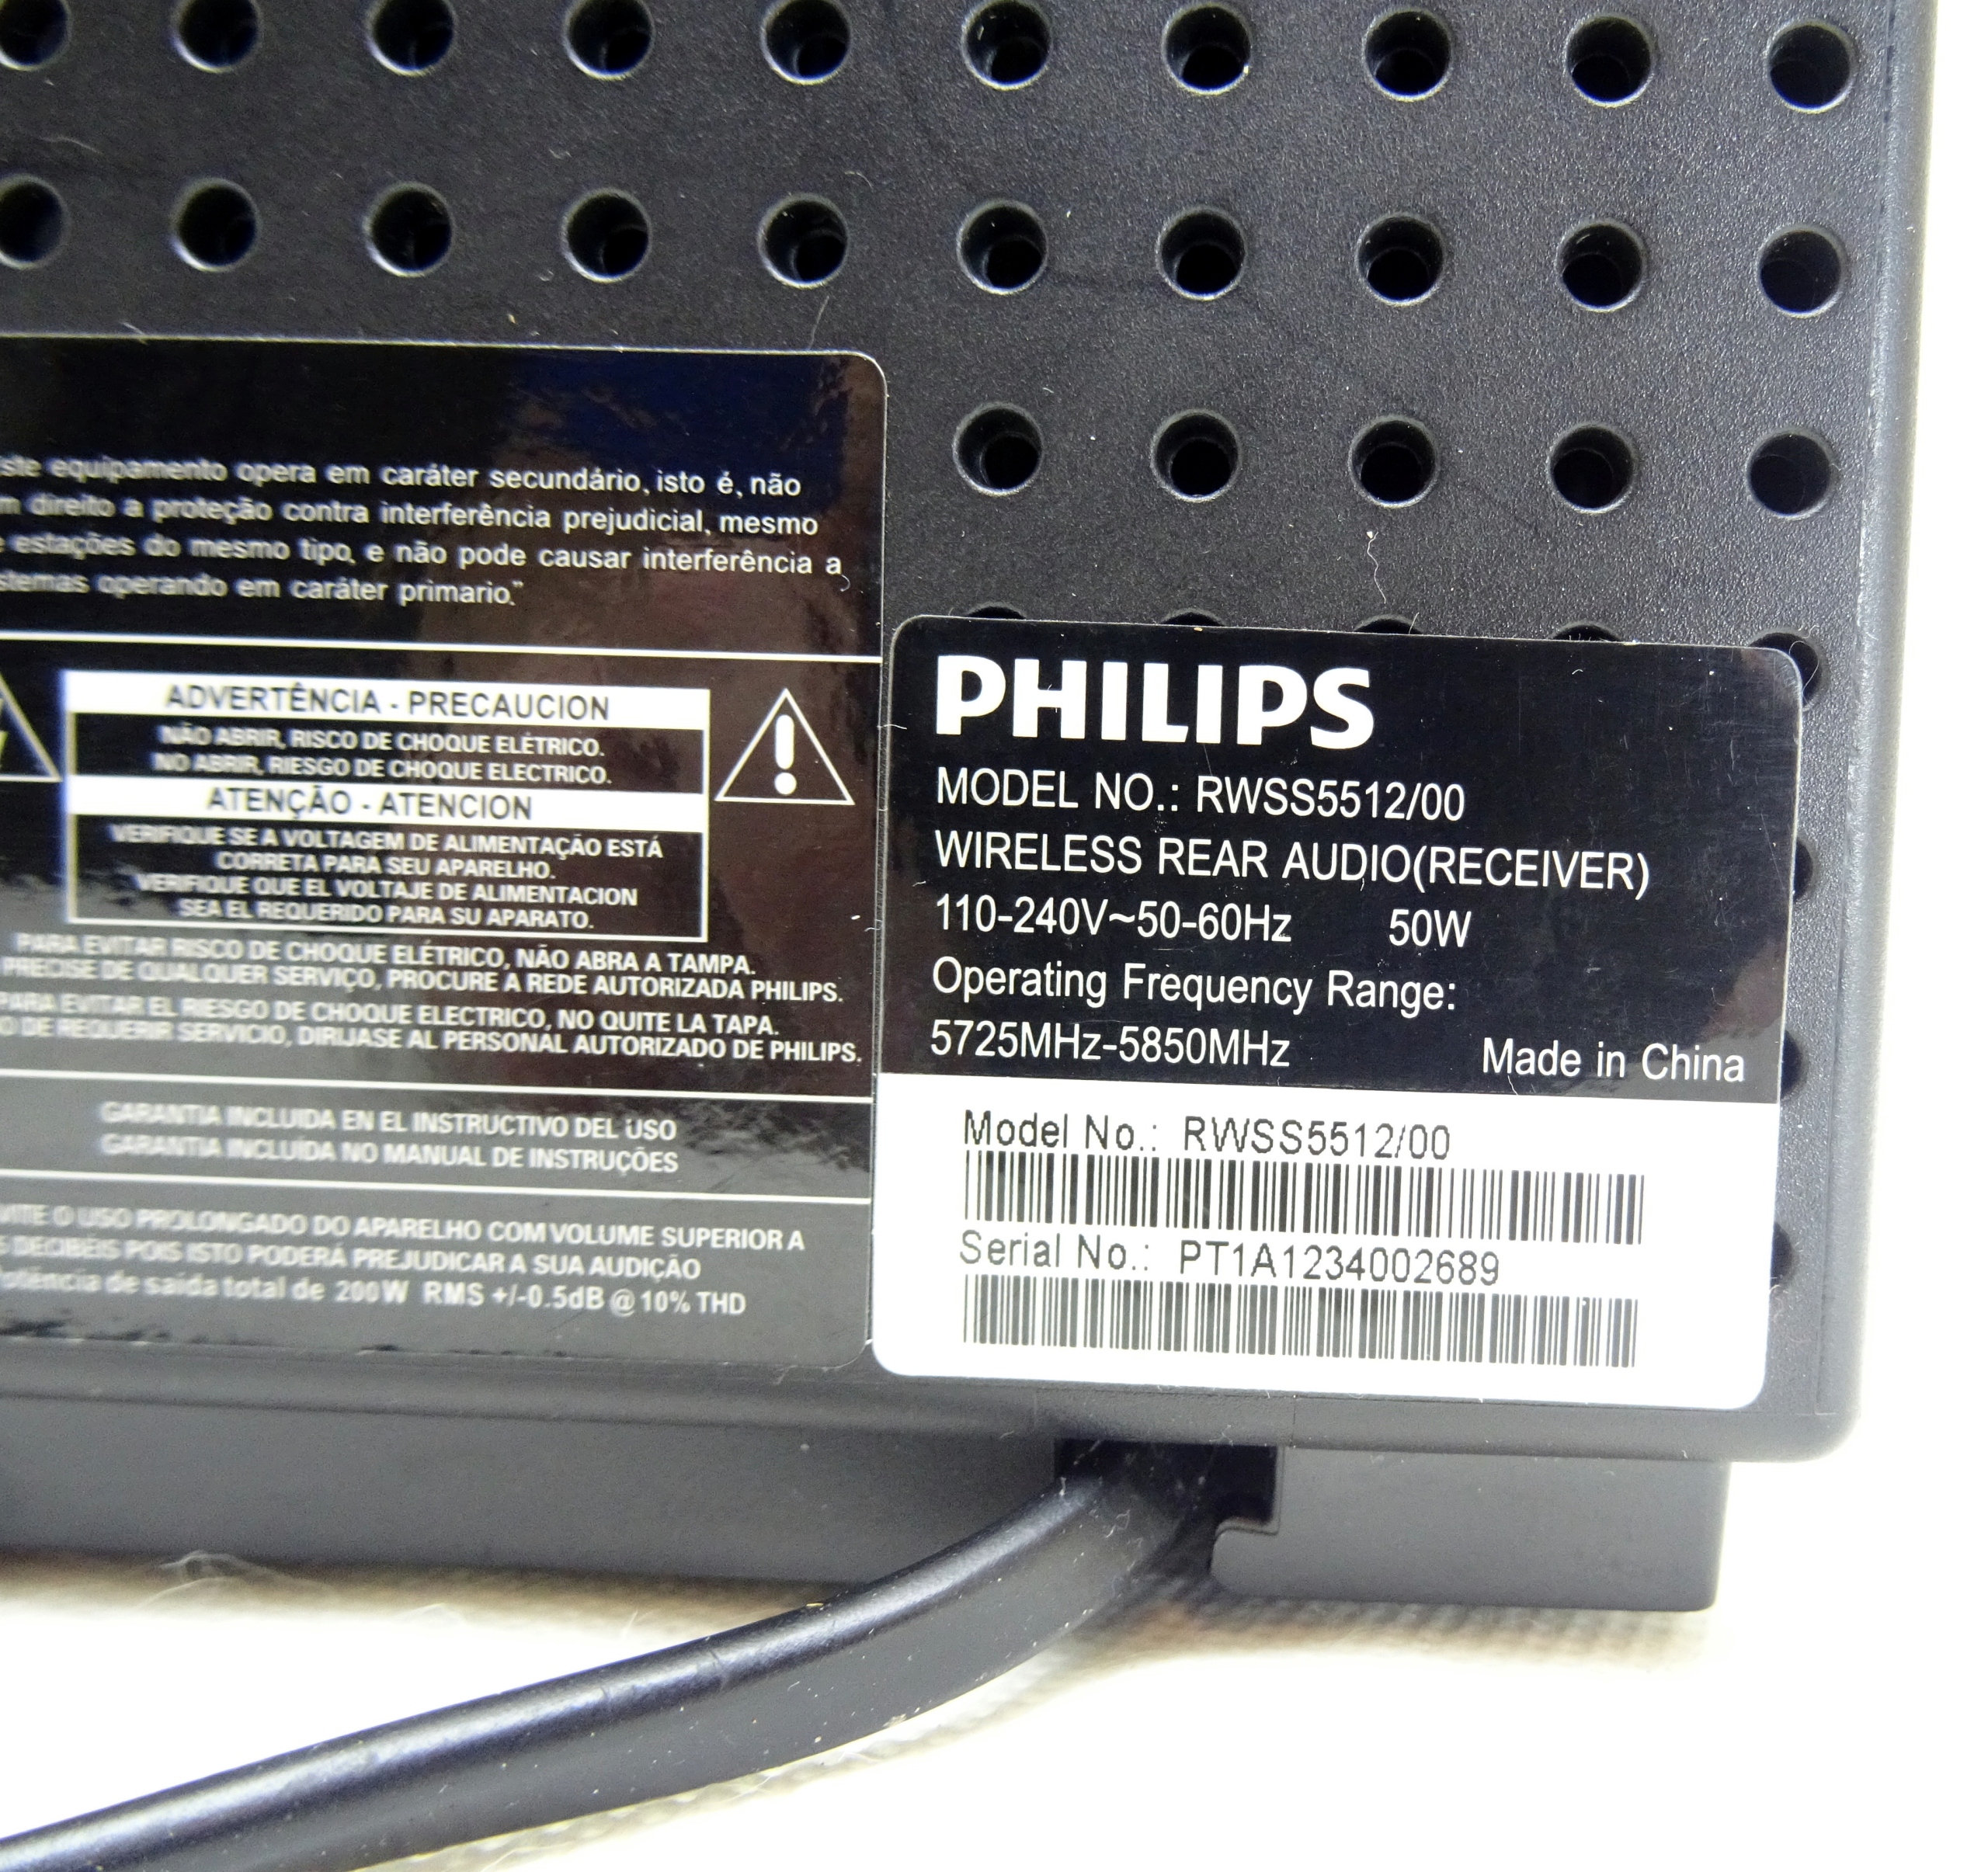 equipamento opera em caráter secundário, isto é, não
direito a proteção contra interferência prejudicial, mesmo
estações do mesmo tipo, e não pode causar interferência a
operando em caráter primario."
ADVERTÊNCIA - PRECAUCION
NÃO ABRIR, RISCO DE CHOQUE ELÉTRICO.
NO ABRIR, RIESGO DE CHOQUE ELECTRICO.
ATENÇÃO - ATENCION
VERIFIQUE SE A VOLTAGEM DE ALIMENTAÇÃO ESTÁ
CORRETA PARA SEU APARELHO.
VERIFIQUE QUE EL VOLTAJE DE ALIMENTACION
SEA EL REQUERIDO PARA SU APARATO.
PARA EVITAR RISCO DE CHOQUE ELÉTRICO, NÃO ABRA A TAMPA.
PRECISE DE QUALQUER SERVIÇO, PROCURE A REDE AUTORIZADA PHILIPS.
PARA EVITAR EL RIESGO DE CHOQUE ELECTRICO, NO QUITE LA TAPA.
DE REQUERIR SERVICIO, DIRIJASE AL PERSONAL AUTORIZADO DE PHILIPS.
GARANTIA INCLUIDA EN EL INSTRUCTIVO DEL USO
GARANTIA INCLUÍDA NO MANUAL DE INSTRUÇÕES
O USO PROLONGADO DO APARELHO COM VOLUME SUPERIOR A
DECIBÉIS POIS ISTO PODERÁ PREJUDICAR A SUA AUDIÇÃO
de saída total de 200W RMS +/-0.5dB @ 10% THD
PHILIPS
MODEL NO.: RWSS5512/00
WIRELESS REAR AUDIO(RECEIVER)
110-240V~50-60Hz 50W
Operating Frequency Range:
5725MHz-5850MHz Made in China
Model No.: RWSS5512/00
Serial No.: PT1A1234002689